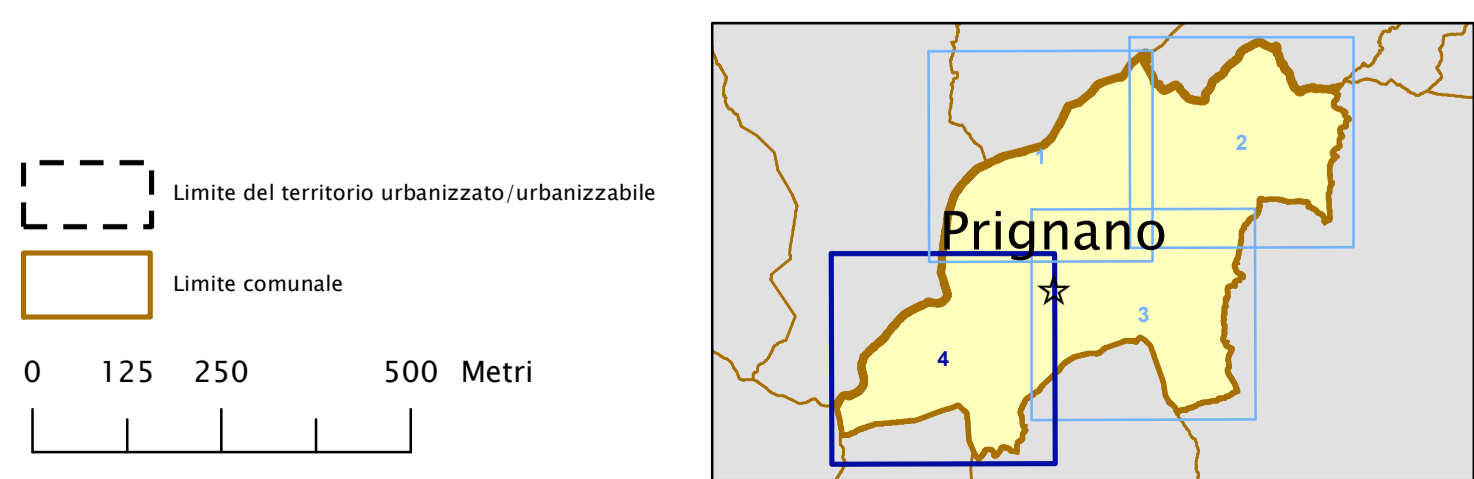 Limite del territorio urbanizzato/urbanizzabile
Limite comunale
0 125 250 500 Metri
1
2
Prignano
3
4